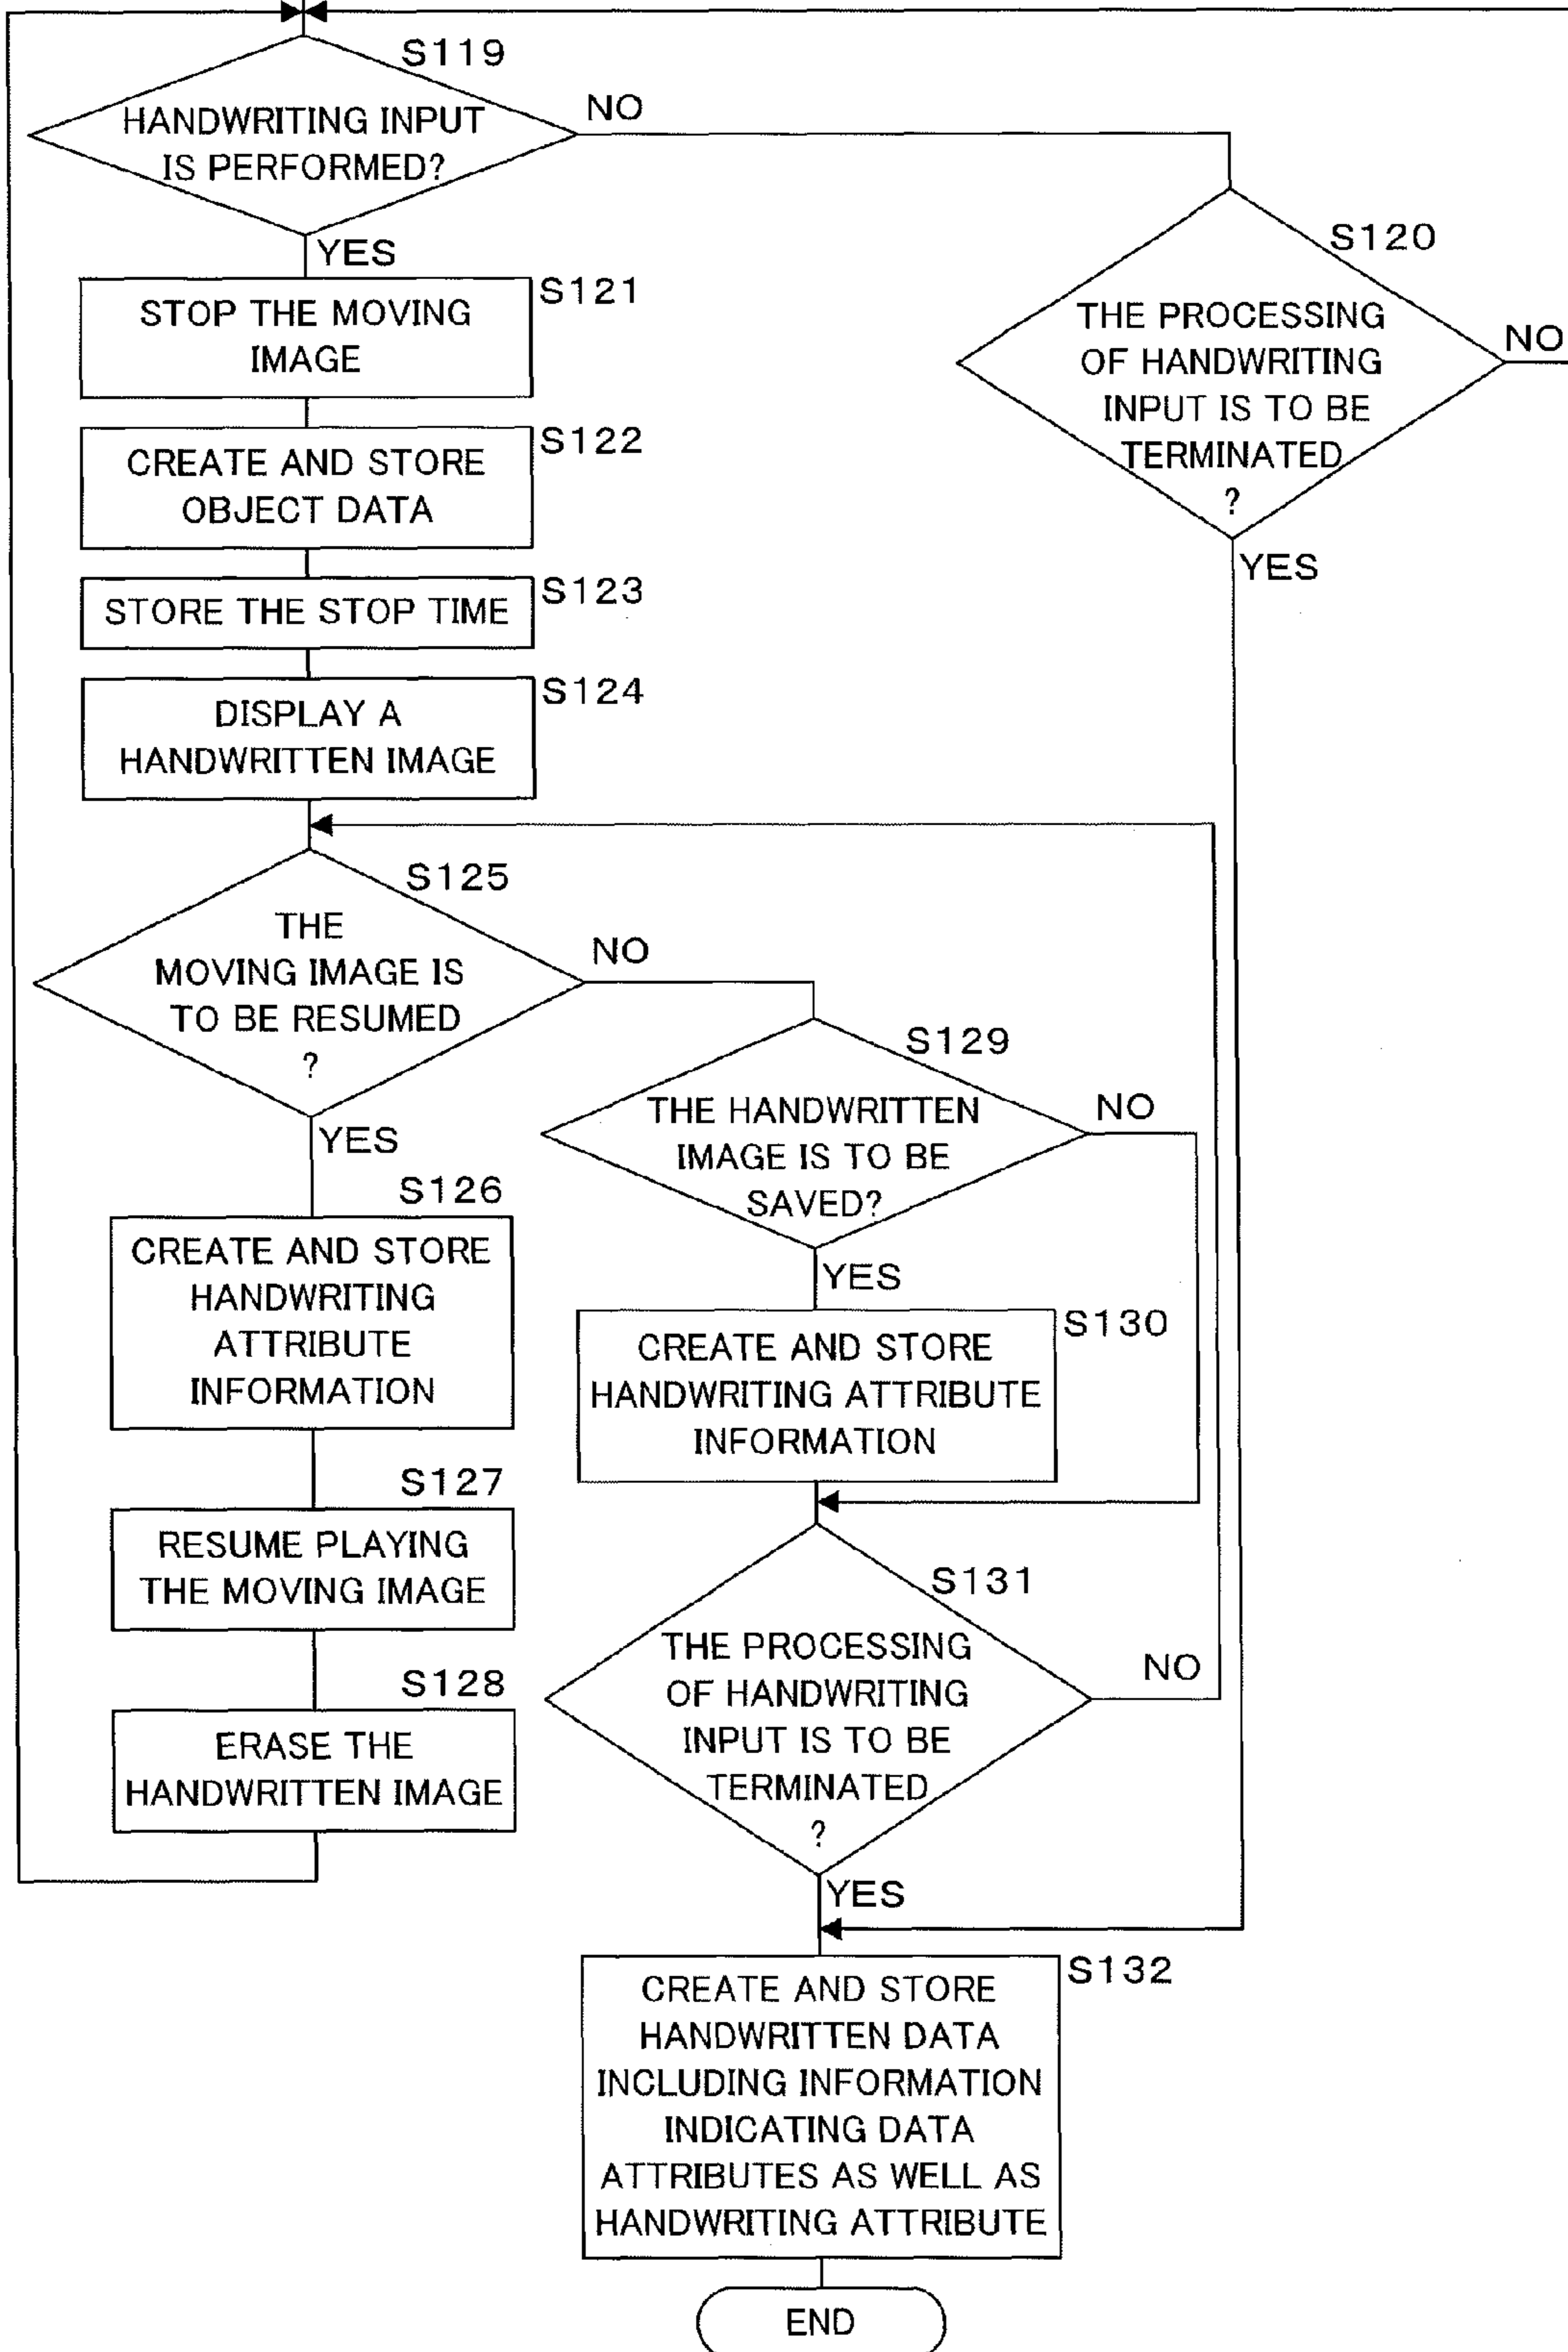 S119
HANDWRITING INPUT
IS PERFORMED?
NO
YES
S120
THE PROCESSING
OF HANDWRITING
INPUT IS TO BE
TERMINATED
?
NO
YES
S121
STOP THE MOVING
IMAGE
S122
CREATE AND STORE
OBJECT DATA
S123
STORE THE STOP TIME
S124
DISPLAY A
HANDWRITTEN IMAGE
S125
THE
MOVING IMAGE IS
TO BE RESUMED
?
NO
YES
S126
CREATE AND STORE
HANDWRITING
ATTRIBUTE
INFORMATION
S127
RESUME PLAYING
THE MOVING IMAGE
S128
ERASE THE
HANDWRITTEN IMAGE
S129
THE HANDWRITTEN
IMAGE IS TO BE
SAVED?
NO
YES
S130
CREATE AND STORE
HANDWRITING ATTRIBUTE
INFORMATION
S131
THE PROCESSING
OF HANDWRITING
INPUT IS TO BE
TERMINATED
?
NO
YES
S132
CREATE AND STORE
HANDWRITTEN DATA
INCLUDING INFORMATION
INDICATING DATA
ATTRIBUTES AS WELL AS
HANDWRITING ATTRIBUTE
END